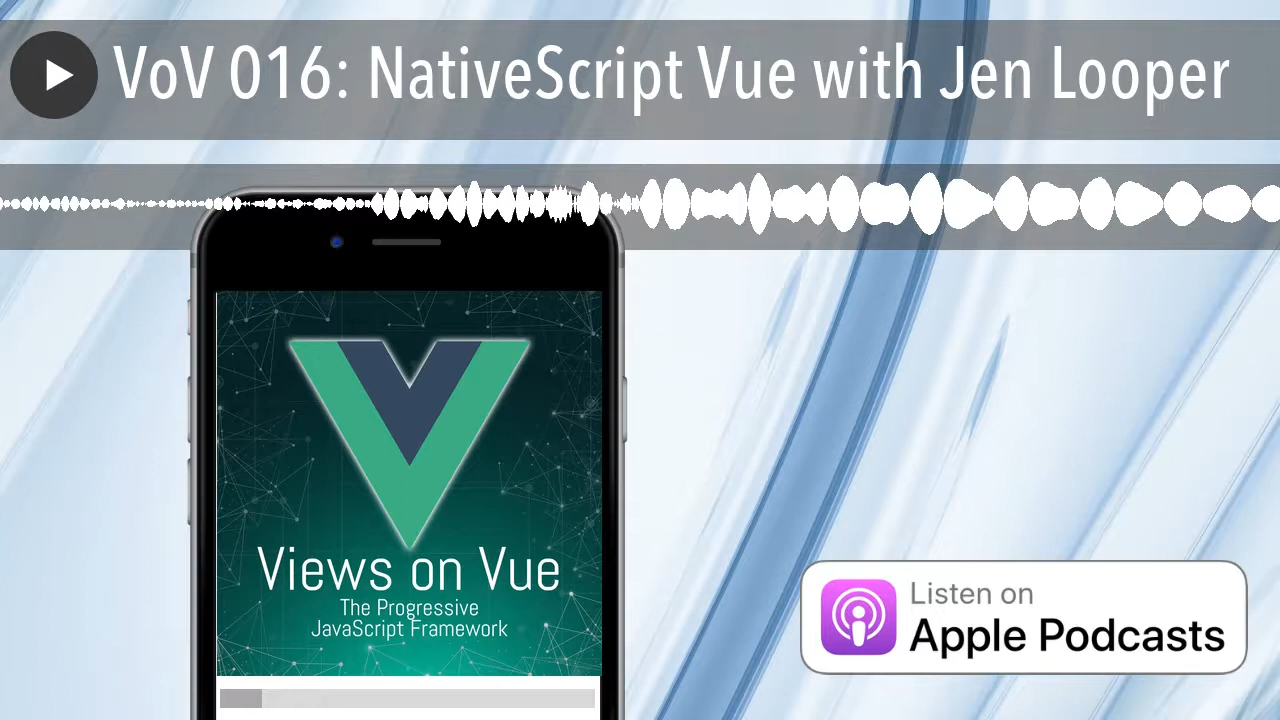 VoV 016: NativeScript Vue with Jen Looper
Views on Vue
The Progressive
JavaScript Framework
Listen on
Apple Podcasts